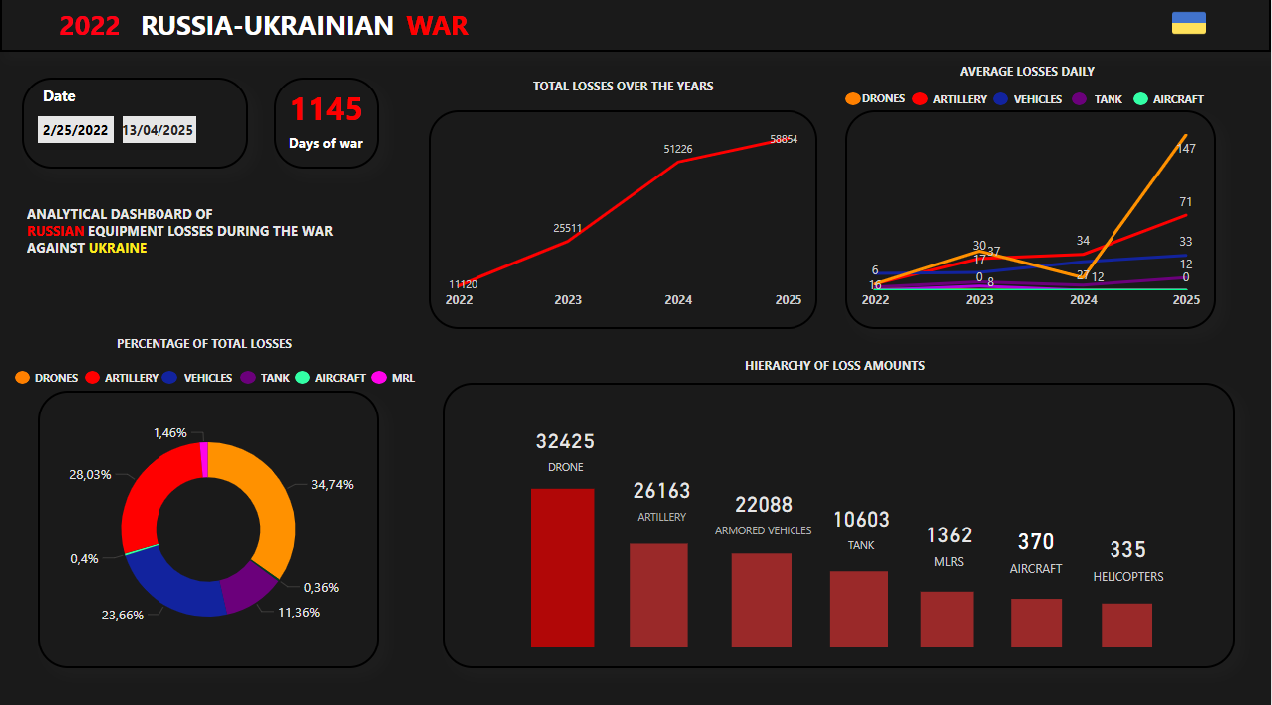 2022 RUSSIA-UKRAINIAN WAR
Date
2/25/2022 13/04/2025
1145
Days of war
ANALYTICAL DASHBOARD OF
RUSSIAN EQUIPMENT LOSSES DURING THE WAR
AGAINST UKRAINE
TOTAL LOSSES OVER THE YEARS
58854
51226
25511
11120
2022 2023 2024 2025
AVERAGE LOSSES DAILY
DRONES ARTILLERY VEHICLES TANK AIRCRAFT
147
71
34
33
30 37
17
12
6
27 12
0 8
0
16
2022 2023 2024 2025
PERCENTAGE OF TOTAL LOSSES
DRONES ARTILLERY VEHICLES TANK AIRCRAFT MRL
1,46%
28,03%
34,74%
0,4%
0,36%
23,66%
11,36%
HIERARCHY OF LOSS AMOUNTS
32425
DRONE
26163
ARTILLERY
22088
ARMORED VEHICLES
10603
TANK
1362
MLRS
370
AIRCRAFT
335
HELICOPTERS